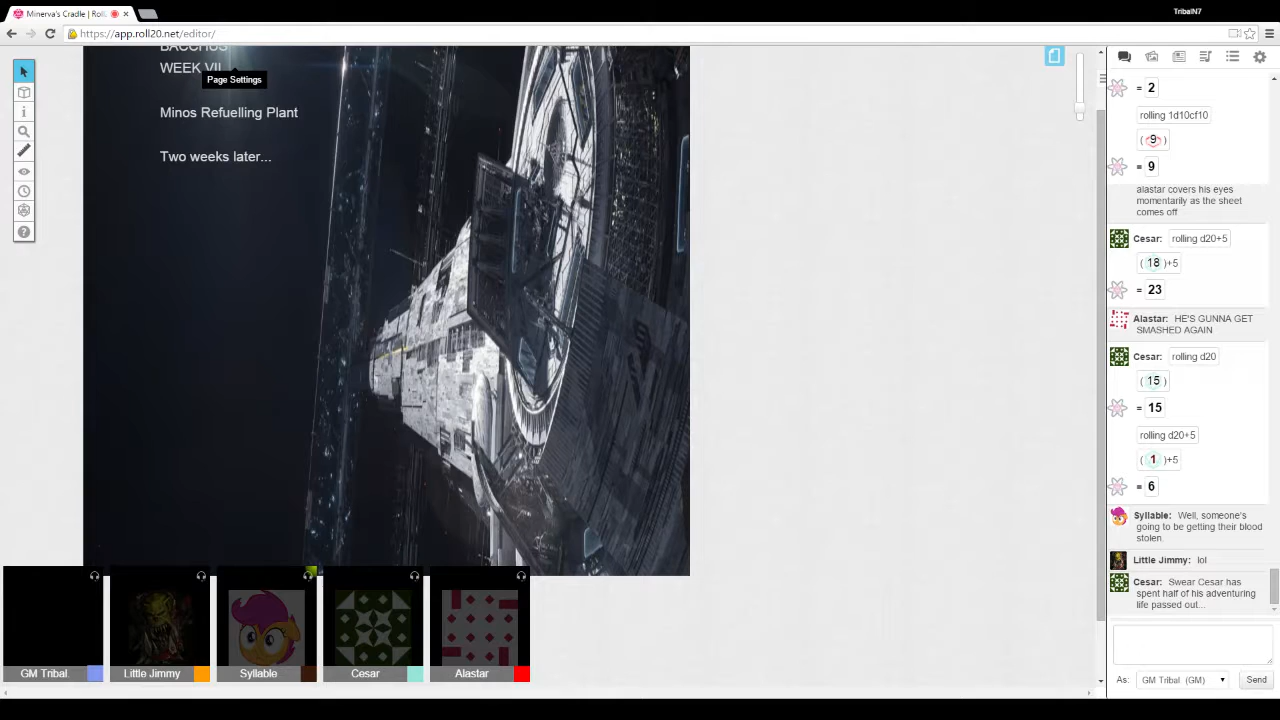 TribalN7
Minerva's Cradle | Roll
https://app.roll20.net/editor/
BACCHUS
WEEK VII
Page Settings
Minos Refuelling Plant
Two weeks later...
= 2
rolling 1d10cf10
( 9 )
= 9
alastar covers his eyes
momentarily as the sheet
comes off
Cesar: rolling d20+5
( 18 )+5
= 23
Alastar: HE'S GUNNA GET
SMASHED AGAIN
Cesar: rolling d20
( 15 )
= 15
rolling d20+5
( 1 )+5
= 6
Syllable: Well, someone's
going to be getting their blood
stolen.
Little Jimmy: lol
Cesar: Swear Cesar has
spent half of his adventuring
life passed out...
GM Tribal
Little Jimmy
Syllable
Cesar
Alastar
As: GM Tribal (GM)
Send